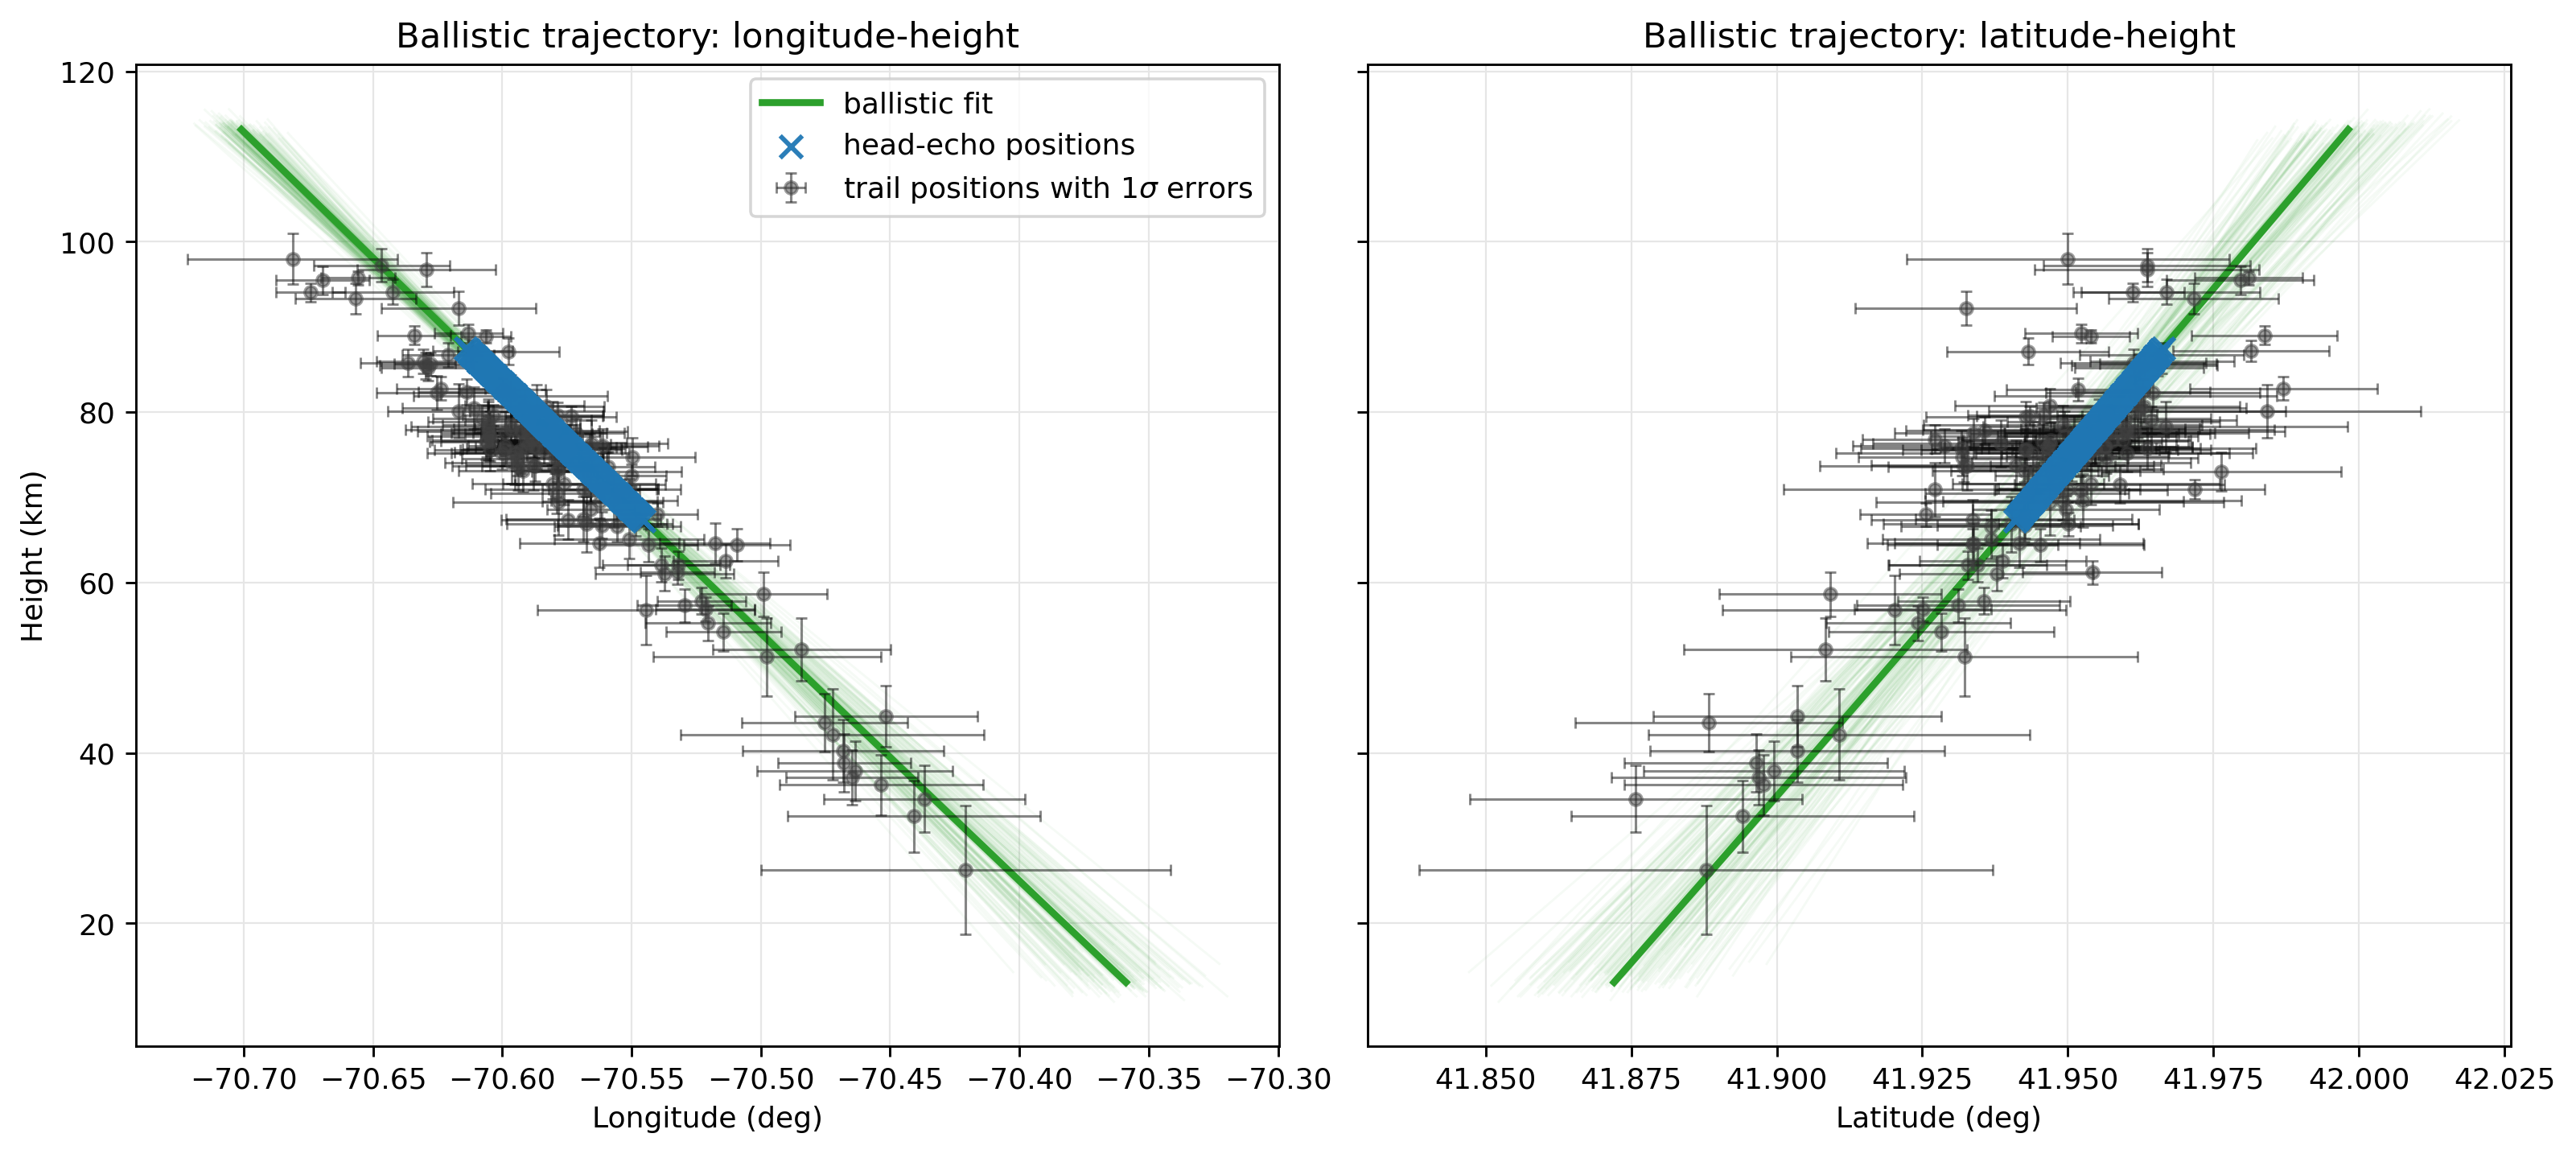 Ballistic trajectory: longitude-height
Ballistic trajectory: latitude-height
ballistic fit
head-echo positions
trail positions with 1σ errors
Height (km)
120
100
80
60
40
20
−70.70 −70.65 −70.60 −70.55 −70.50 −70.45 −70.40 −70.35 −70.30
Longitude (deg)
41.850 41.875 41.900 41.925 41.950 41.975 42.000 42.025
Latitude (deg)